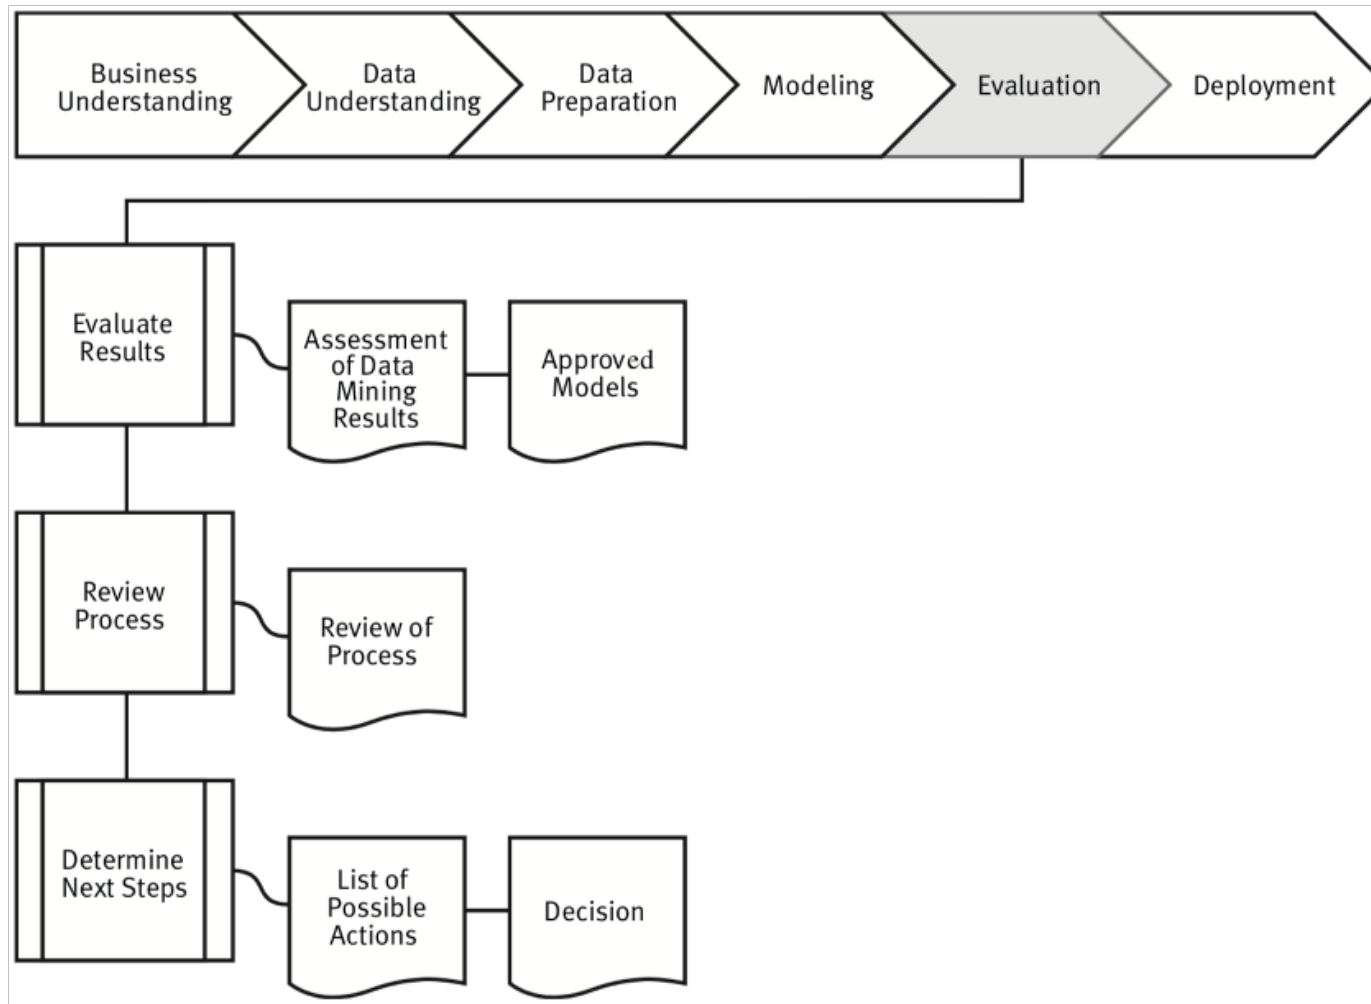 Business
Understanding
Data
Understanding
Data
Preparation
Modeling
Evaluation
Deployment
Evaluate
Results
Assessment
of Data
Mining
Results
Approved
Models
Review
Process
Review of
Process
Determine
Next Steps
List of
Possible
Actions
Decision